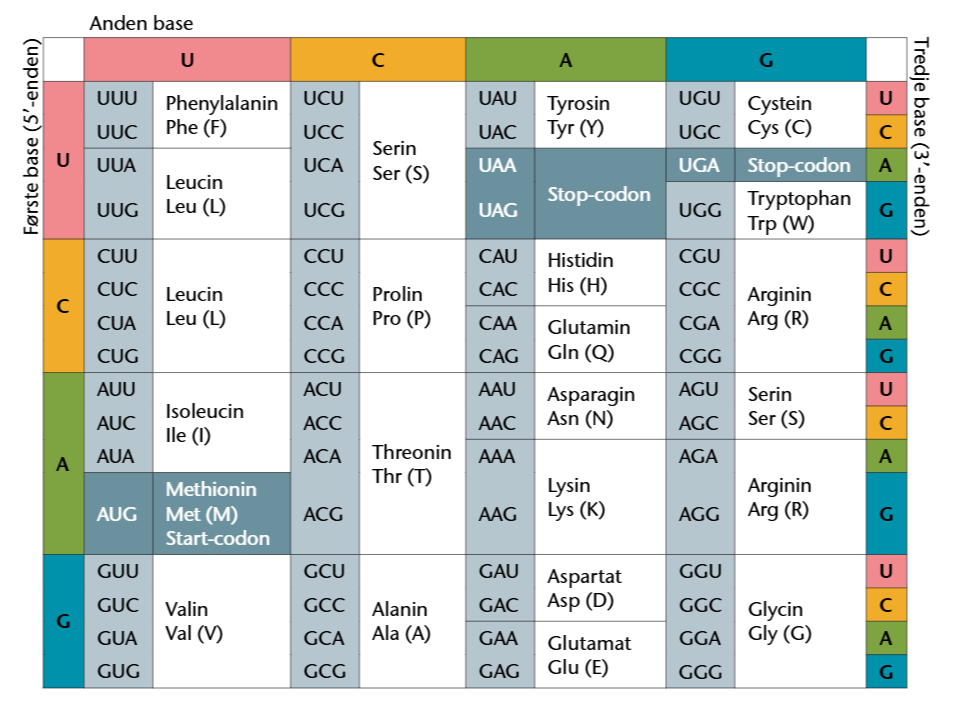 Anden base
Første base (5′-enden)
Tredje base (3′-enden)
U C A G
U
UUU Phenylalanin UCU UAU Tyrosin UGU Cystein U
UUC Phe (F) UCC Serin UAC Tyr (Y) UGC Cys (C) C
UUA Leucin UCA Ser (S) UAA Stop-codon UGA Stop-codon A
UUG Leu (L) UCG UAG UGG Tryptophan G
Trp (W)
C
CUU CCU CAU Histidin CGU U
CUC Leucin CCC Prolin CAC His (H) CGC Arginin C
CUA Leu (L) CCA Pro (P) CAA Glutamin CGA Arg (R) A
CUG CCG CAG Gln (Q) CGG G
A
AUU ACU AAU Asparagin AGU Serin U
AUC Isoleucin ACC AAC Asn (N) AGC Ser (S) C
AUA Ile (I) ACA Threonin AAA AGA A
Thr (T)
Methionin Lysin Arginin
AUG Met (M) ACG AAG Lys (K) AGG Arg (R) G
Start-codon
G
GUU GCU GAU Aspartat GGU U
GUC Valin GCC Alanin GAC Asp (D) GGC Glycin C
GUA Val (V) GCA Ala (A) GAA Glutamat GGA Gly (G) A
GUG GCG GAG Glu (E) GGG G